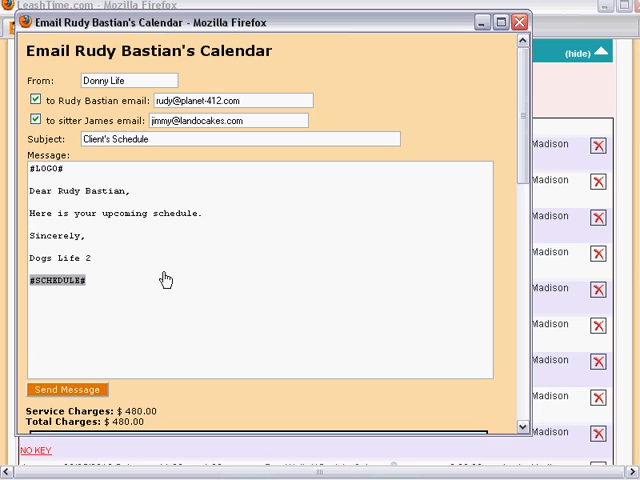 LeashTime.com - Mozilla Firefox
Email Rudy Bastian's Calendar - Mozilla Firefox
(hide)
Email Rudy Bastian's Calendar
From: Donny Life
to Rudy Bastian email: rudy@planet-412.com
to sitter James email: jimmy@landocakes.com
Subject: Client's Schedule
Message:
#LOGO#
Dear Rudy Bastian,
Here is your upcoming schedule.
Sincerely,
Dogs Life 2
#SCHEDULE#
Send Message
Service Charges: $ 480.00
Total Charges: $ 480.00
Madison
Madison
Madison
Madison
Madison
Madison
Madison
Madison
Madison
NO KEY